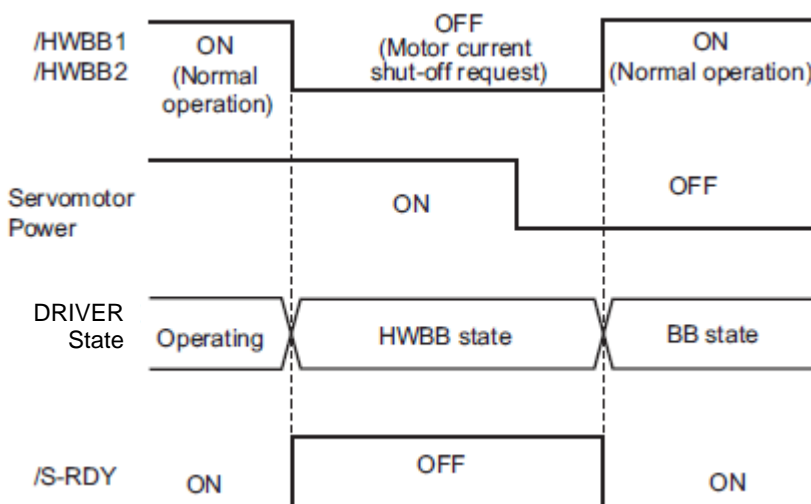 /HWBB1
/HWBB2
ON
(Normal
operation)
OFF
(Motor current
shut-off request)
ON
(Normal operation)
Servomotor
Power
ON
OFF
DRIVER
State
Operating
HWBB state
BB state
/S-RDY
ON
OFF
ON